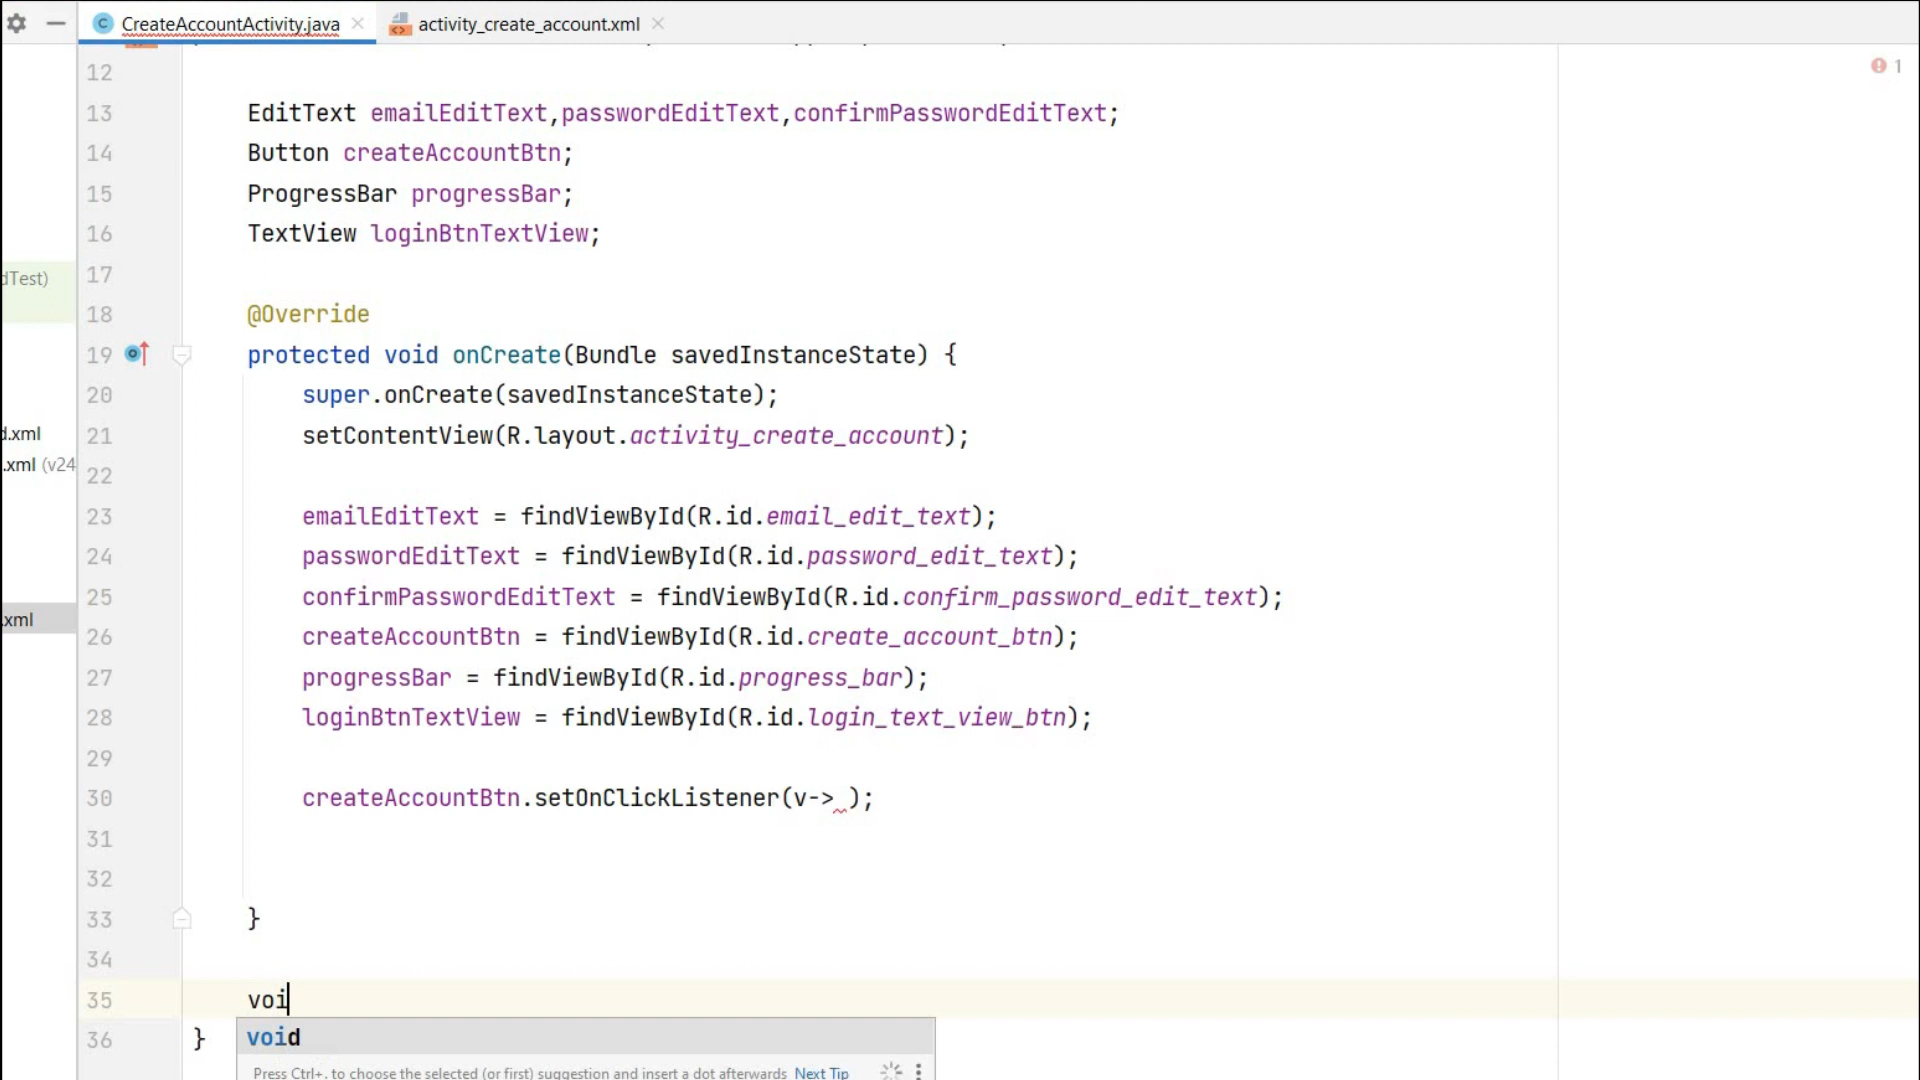 CreateAccountActivity.java activity_create_account.xml
12
1
13 EditText emailEditText,passwordEditText,confirmPasswordEditText;
14 Button createAccountBtn;
15 ProgressBar progressBar;
16 TextView loginBtnTextView;
dTest) 17
18 @Override
19 protected void onCreate(Bundle savedInstanceState) {
20 super.onCreate(savedInstanceState);
d.xml 21 setContentView(R.layout.activity_create_account);
.xml (v24 22
23 emailEditText = findViewById(R.id.email_edit_text);
24 passwordEditText = findViewById(R.id.password_edit_text);
25 confirmPasswordEditText = findViewById(R.id.confirm_password_edit_text);
.xml 26 createAccountBtn = findViewById(R.id.create_account_btn);
27 progressBar = findViewById(R.id.progress_bar);
28 loginBtnTextView = findViewById(R.id.login_text_view_btn);
29
30 createAccountBtn.setOnClickListener(v-> );
31
32
33 }
34
35 voi
36 }
void
Press Ctrl+. to choose the selected (or first) suggestion and insert a dot afterwards Next Tip